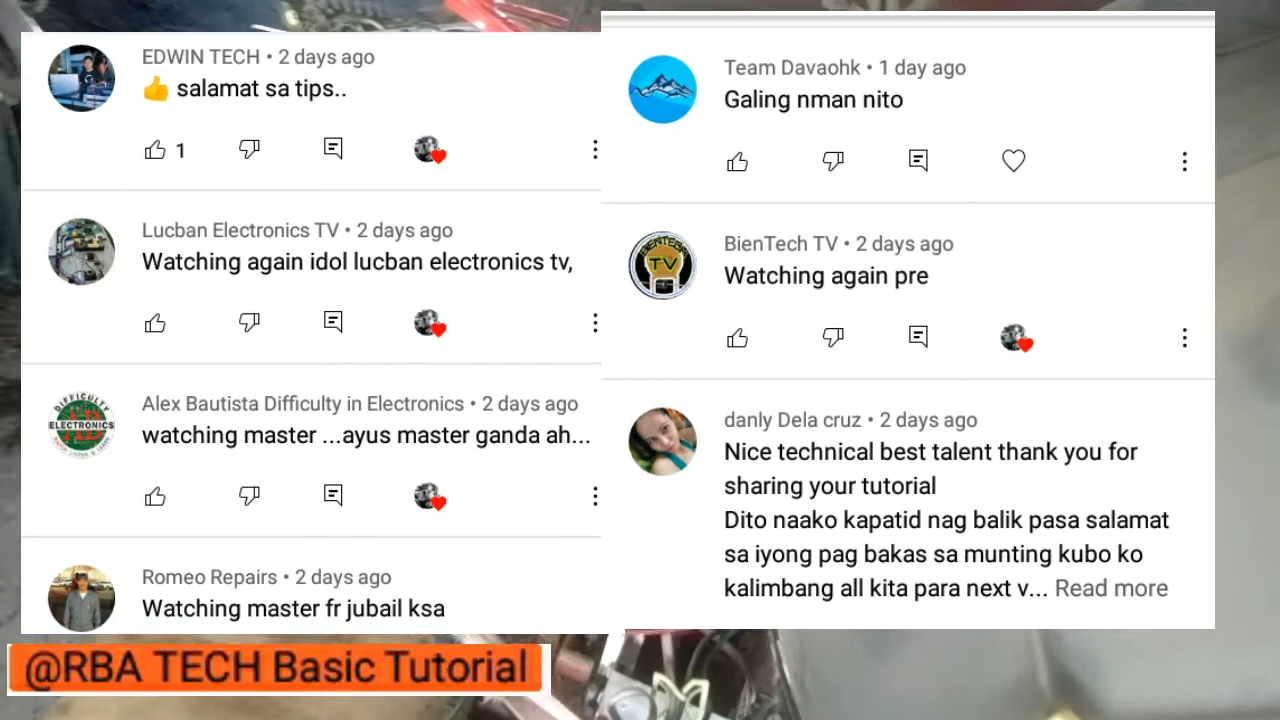 EDWIN TECH • 2 days ago
👍 salamat sa tips..
1
Lucban Electronics TV • 2 days ago
Watching again idol lucban electronics tv,
DIFFICULTY
ELECTRONICS
Alex Bautista Difficulty in Electronics • 2 days ago
watching master ...ayus master ganda ah...
Romeo Repairs • 2 days ago
Watching master fr jubail ksa
Team Davaohk • 1 day ago
Galing nman nito
TV
BienTech TV • 2 days ago
Watching again pre
danly Dela cruz • 2 days ago
Nice technical best talent thank you for
sharing your tutorial
Dito naako kapatid nag balik pasa salamat
sa iyong pag bakas sa munting kubo ko
kalimbang all kita para next v... Read more
@RBA TECH Basic Tutorial